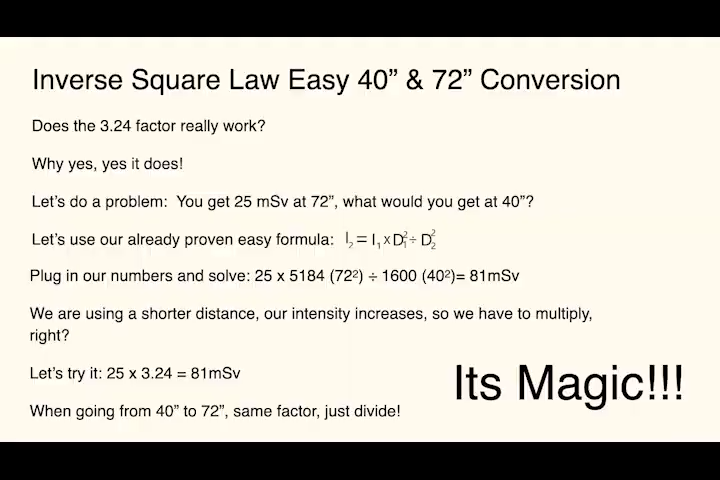 Inverse Square Law Easy 40” & 72” Conversion
Does the 3.24 factor really work?
Why yes, yes it does!
Let’s do a problem:  You get 25 mSv at 72”, what would you get at 40”?
Let’s use our already proven easy formula:  I₂ = I₁ x D₁² ÷ D₂²
Plug in our numbers and solve: 25 x 5184 (72²) ÷ 1600 (40²)= 81mSv
We are using a shorter distance, our intensity increases, so we have to multiply,
right?
Let’s try it: 25 x 3.24 = 81mSv
Its Magic!!!
When going from 40” to 72”, same factor, just divide!